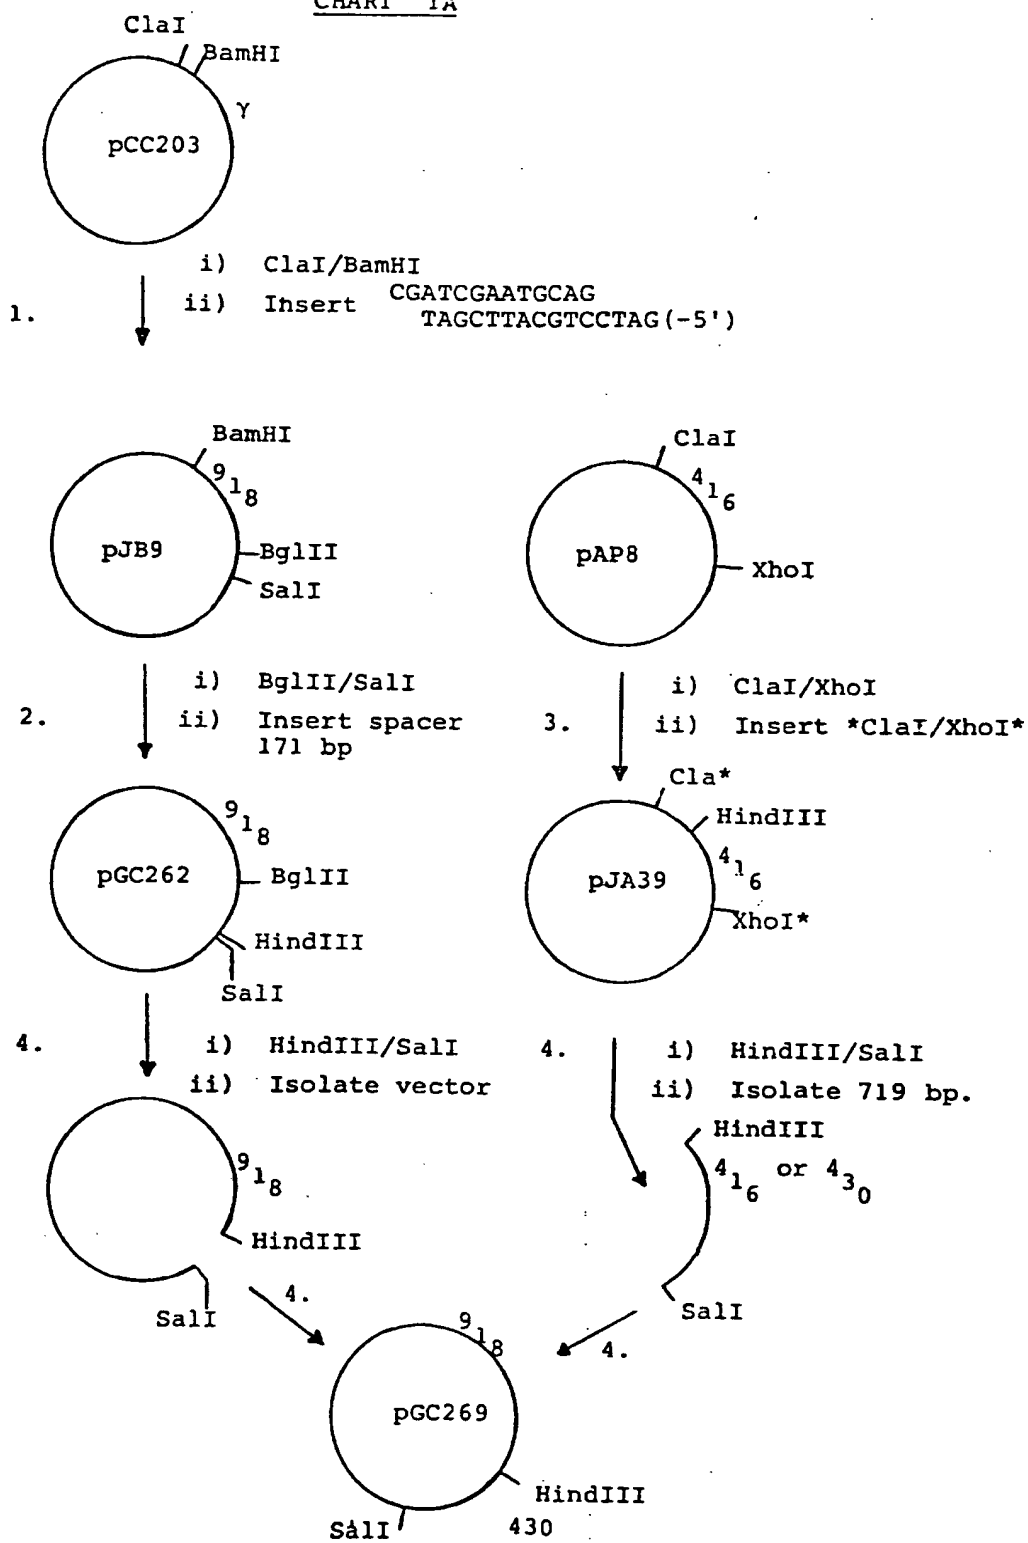 CHART 1A
ClaI
BamHI
γ
pCC203
i) ClaI/BamHI
1.
ii) Insert CGATCGAATGCAG
TAGCTTACGTCCTAG(-5')
BamHI
918
pJB9
BglII
SalI
ClaI
416
pAP8
XhoI
2.
i) BglII/SalI
ii) Insert spacer
171 bp
3.
i) ClaI/XhoI
ii) Insert *ClaI/XhoI*
918
pGC262
BglII
HindIII
SalI
Cla*
HindIII
416
pJA39
XhoI*
4.
i) HindIII/SalI
ii) Isolate vector
4.
i) HindIII/SalI
ii) Isolate 719 bp.
918
HindIII
SalI
HindIII
416 or 430
SalI
4.
4.
918
pGC269
HindIII
SalI
430